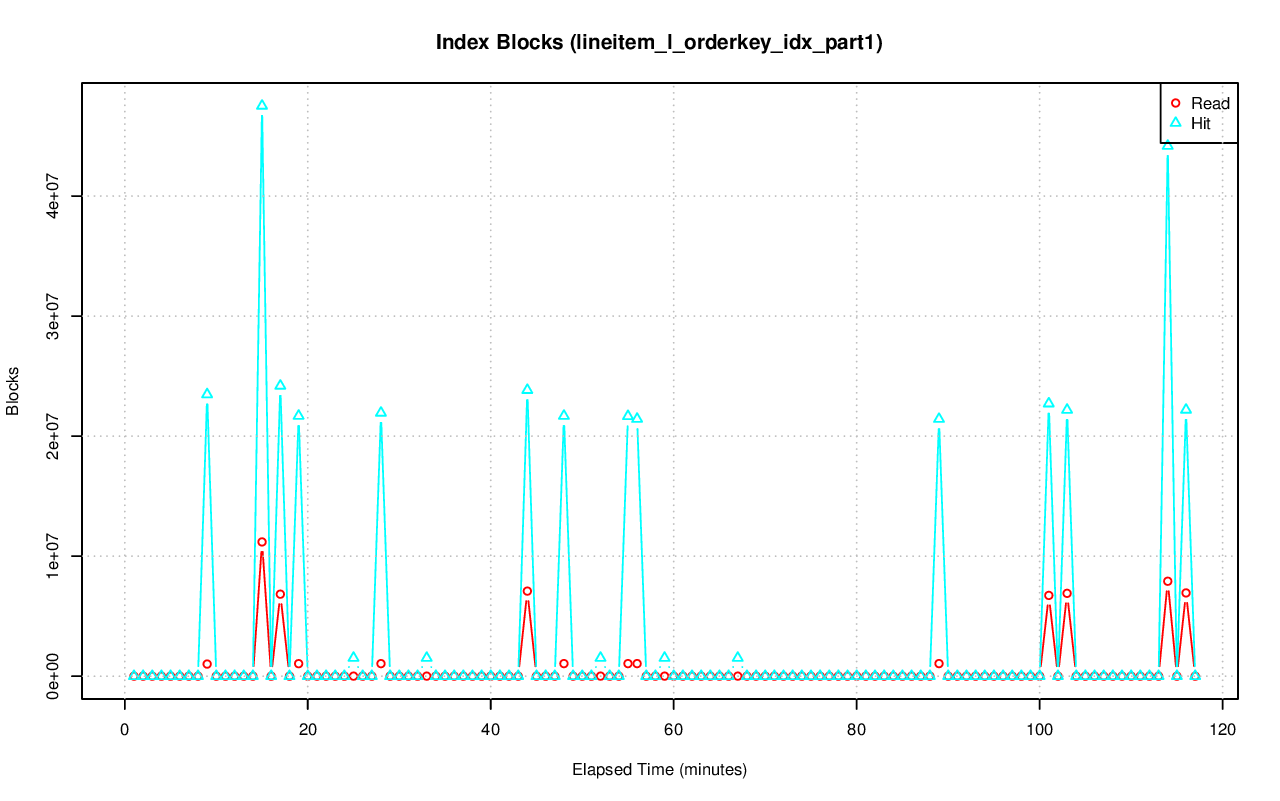 Index Blocks (lineitem_l_orderkey_idx_part1)
Read
Hit
4e+07
3e+07
2e+07
1e+07
0e+00
Blocks
0 20 40 60 80 100 120
Elapsed Time (minutes)